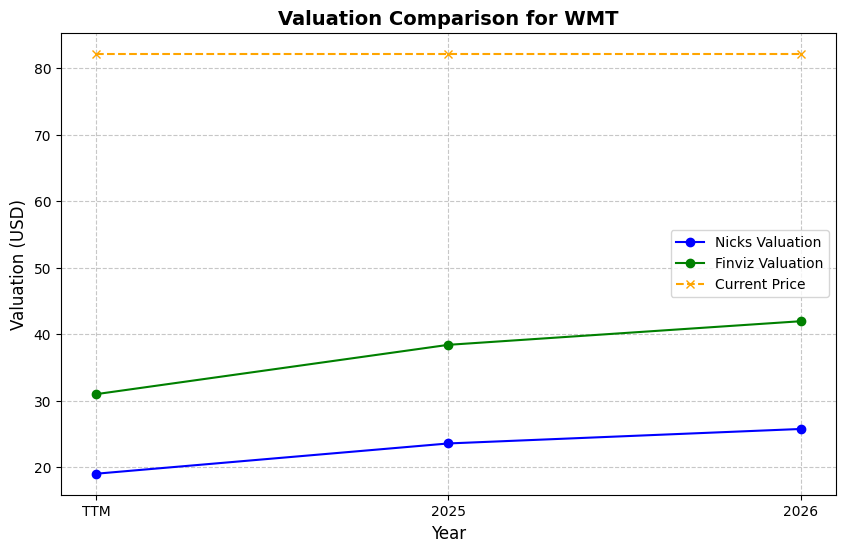 Valuation Comparison for WMT
Valuation (USD)
80
70
60
50
40
30
20
Nicks Valuation
Finviz Valuation
Current Price
TTM
2025
2026
Year